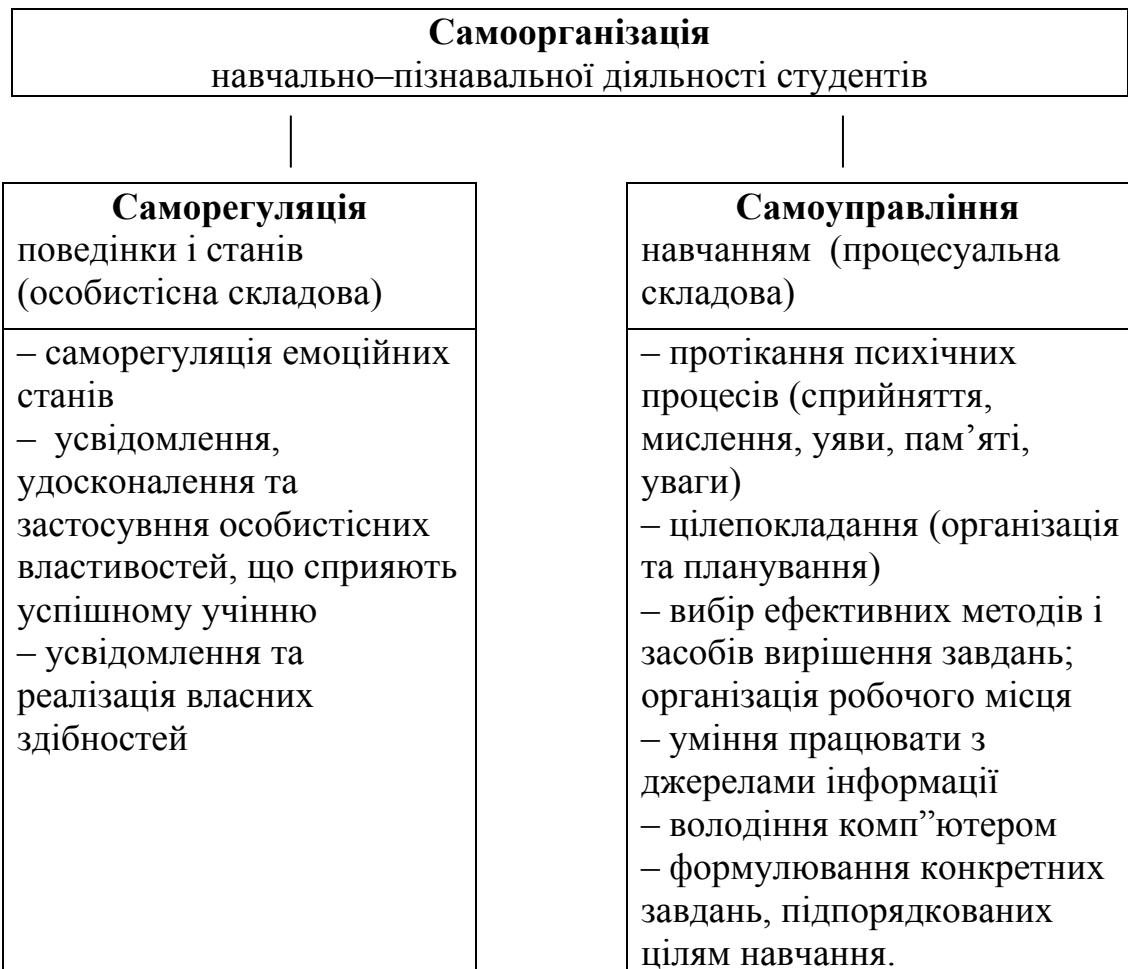 Самоорганізація
навчально–пізнавальної діяльності студентів
Саморегуляція
поведінки і станів
(особистісна складова)
– саморегуляція емоційних
станів
– усвідомлення,
удосконалення та
застосувння особистісних
властивостей, що сприяють
успішному учінню
– усвідомлення та
реалізація власних
здібностей
Самоуправління
навчанням (процесуальна
складова)
– протікання психічних
процесів (сприйняття,
мислення, уяви, пам’яті,
уваги)
– цілепокладання (організація
та планування)
– вибір ефективних методів і
засобів вирішення завдань;
організація робочого місця
– уміння працювати з
джерелами інформації
– володіння комп”ютером
– формулювання конкретних
завдань, підпорядкованих
цілям навчання.